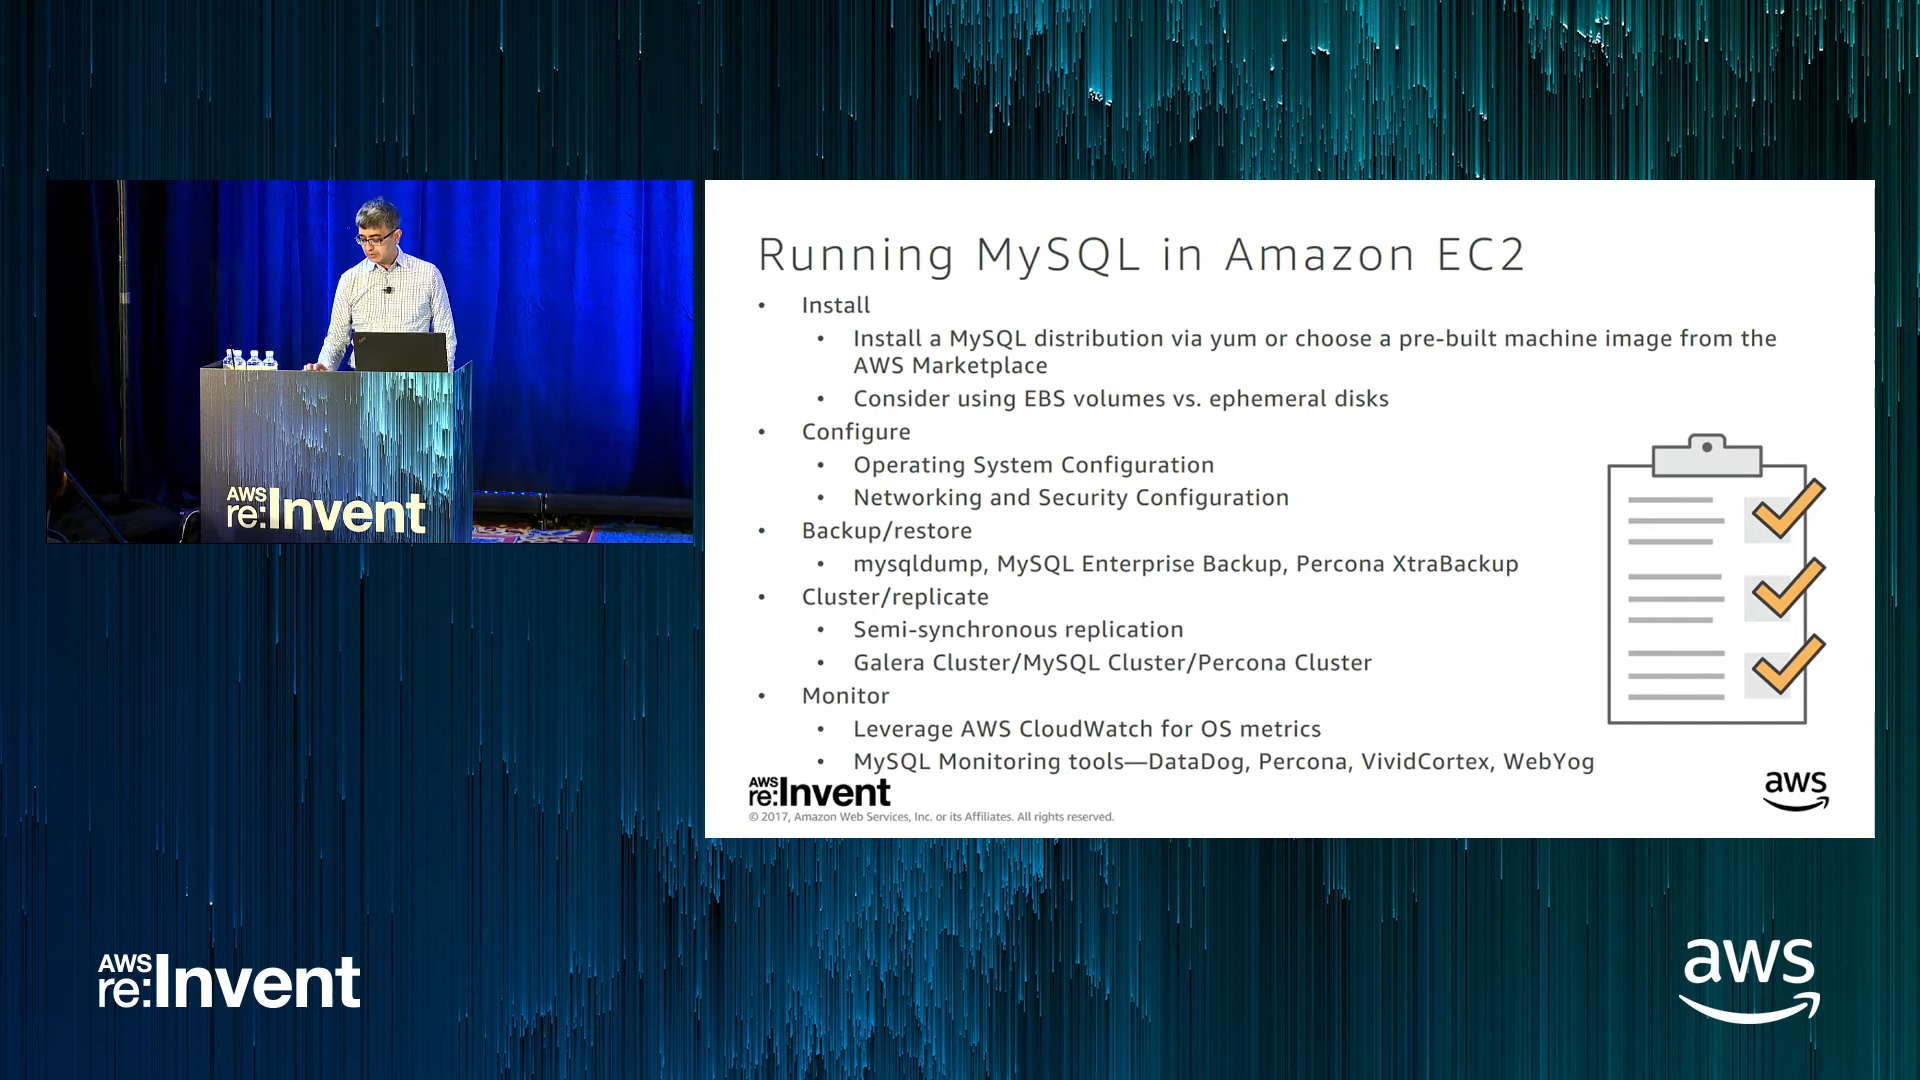 Running MySQL in Amazon EC2
• Install
• Install a MySQL distribution via yum or choose a pre-built machine image from the
AWS Marketplace
• Consider using EBS volumes vs. ephemeral disks
• Configure
• Operating System Configuration
• Networking and Security Configuration
• Backup/restore
• mysqldump, MySQL Enterprise Backup, Percona XtraBackup
• Cluster/replicate
• Semi-synchronous replication
• Galera Cluster/MySQL Cluster/Percona Cluster
• Monitor
• Leverage AWS CloudWatch for OS metrics
• MySQL Monitoring tools—DataDog, Percona, VividCortex, WebYog
AWS
re:Invent
© 2017, Amazon Web Services, Inc. or its Affiliates. All rights reserved.
aws
AWS
re:Invent
AWS
re:Invent
aws